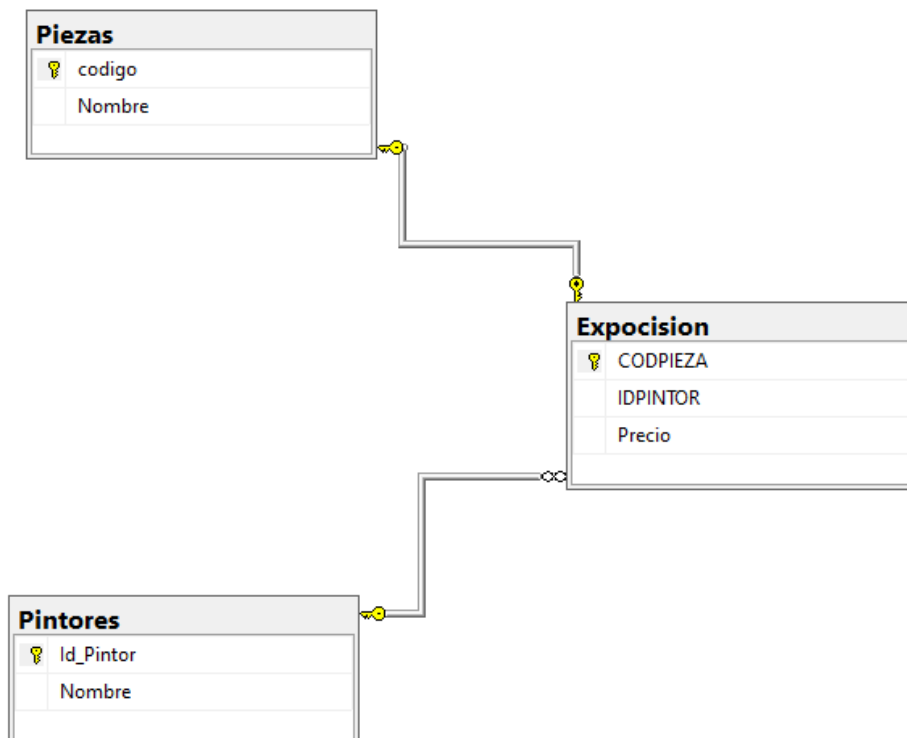 Piezas
codigo
Nombre
Expocision
CODPIEZA
IDPINTOR
Precio
Pintores
Id_Pintor
Nombre